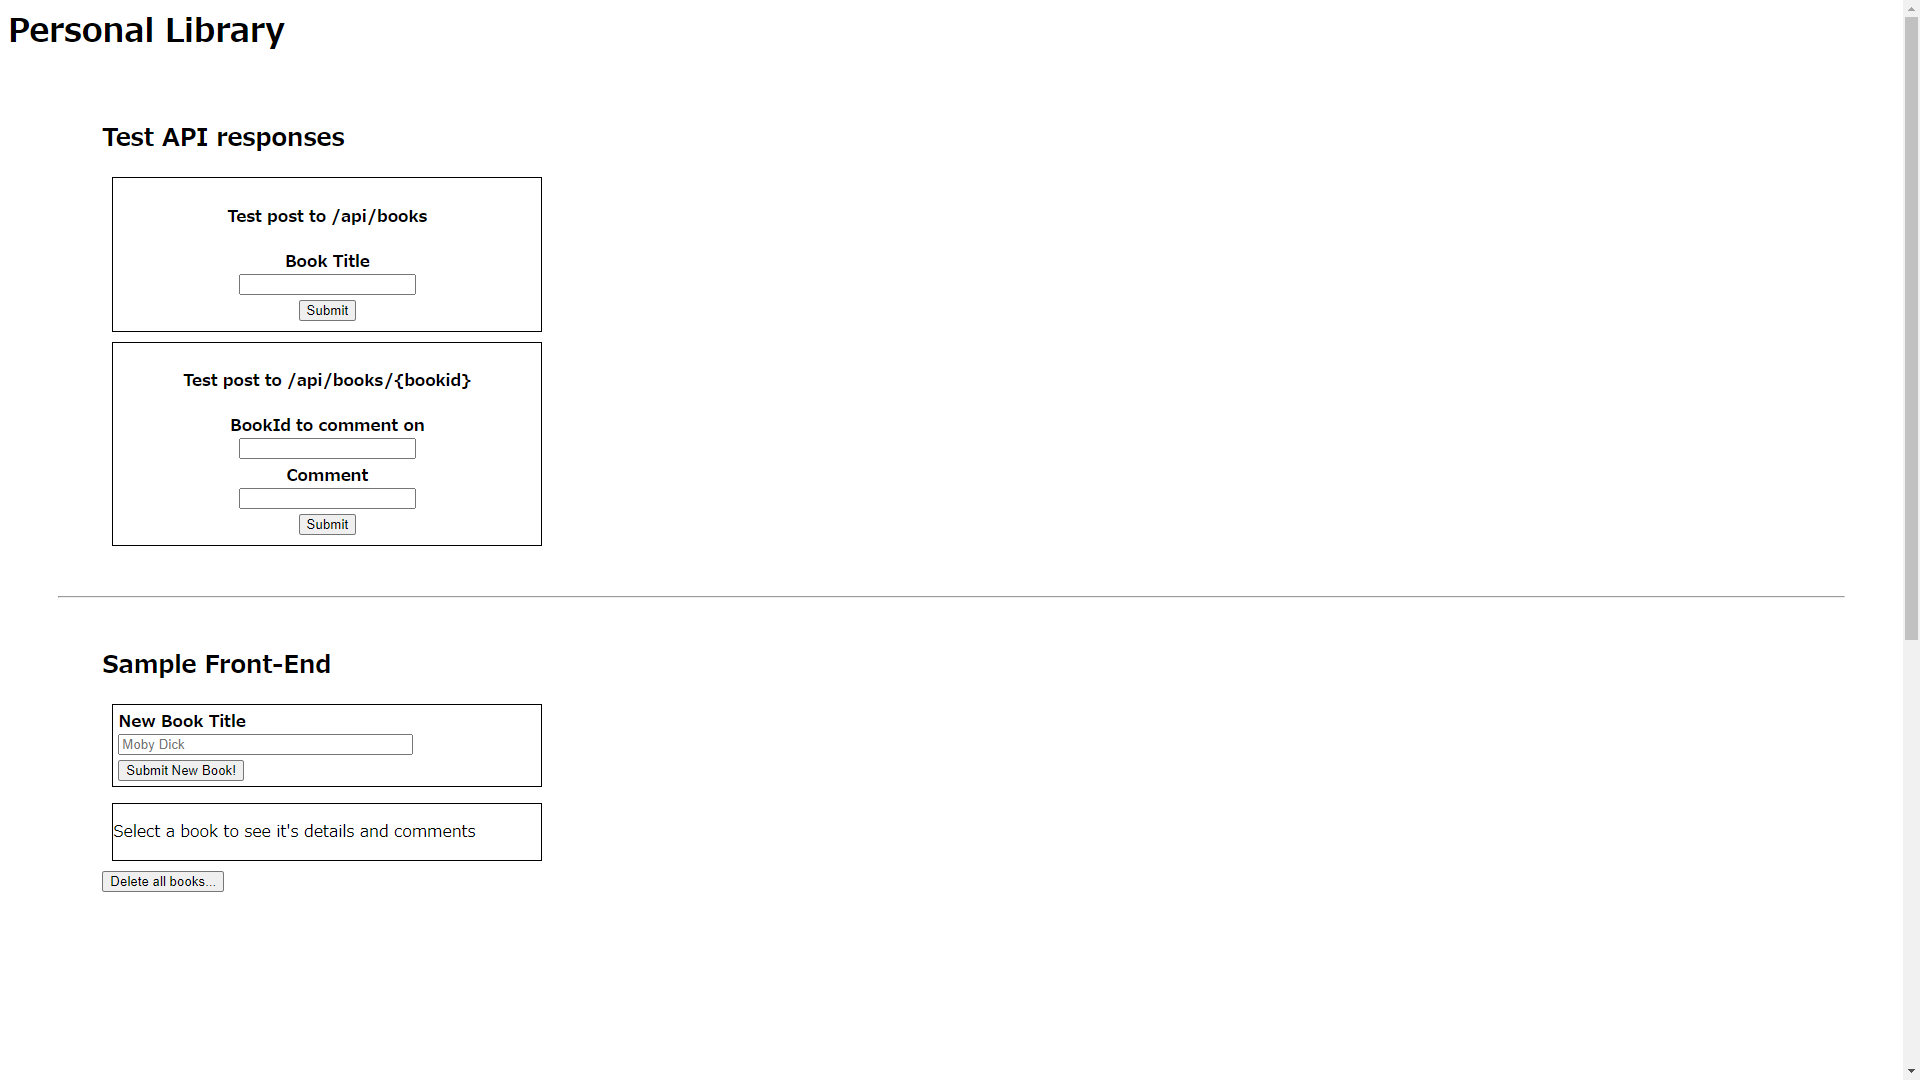 Personal Library
Test API responses
Test post to /api/books
Book Title
Submit
Test post to /api/books/{bookid}
BookId to comment on
Comment
Submit
Sample Front-End
New Book Title
Moby Dick
Submit New Book!
Select a book to see it's details and comments
Delete all books...